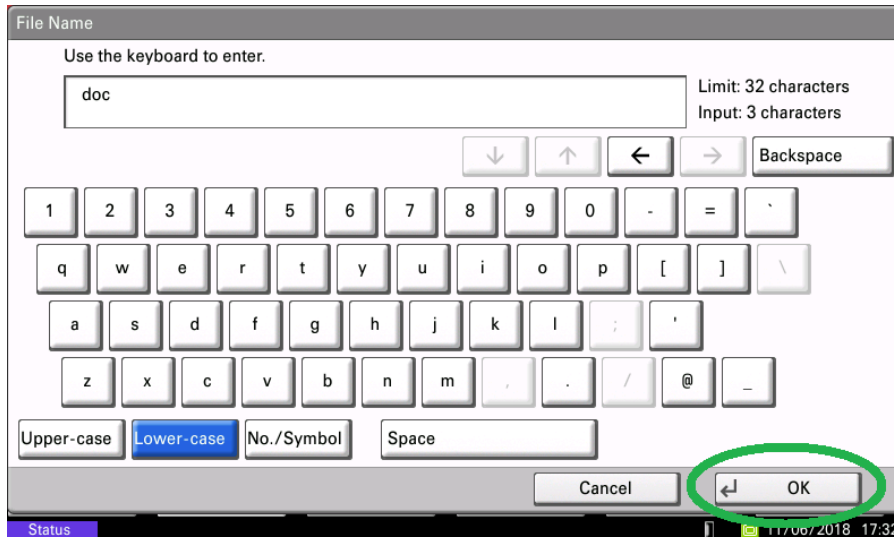 File Name
Use the keyboard to enter.
doc
Limit: 32 characters
Input: 3 characters
↓ ↑ ← → Backspace
1 2 3 4 5 6 7 8 9 0 - = `
q w e r t y u i o p [ ] \
a s d f g h j k l ; '
z x c v b n m , . / @ _
Upper-case Lower-case No./Symbol Space
Cancel OK
Status 11/06/2018 17:32